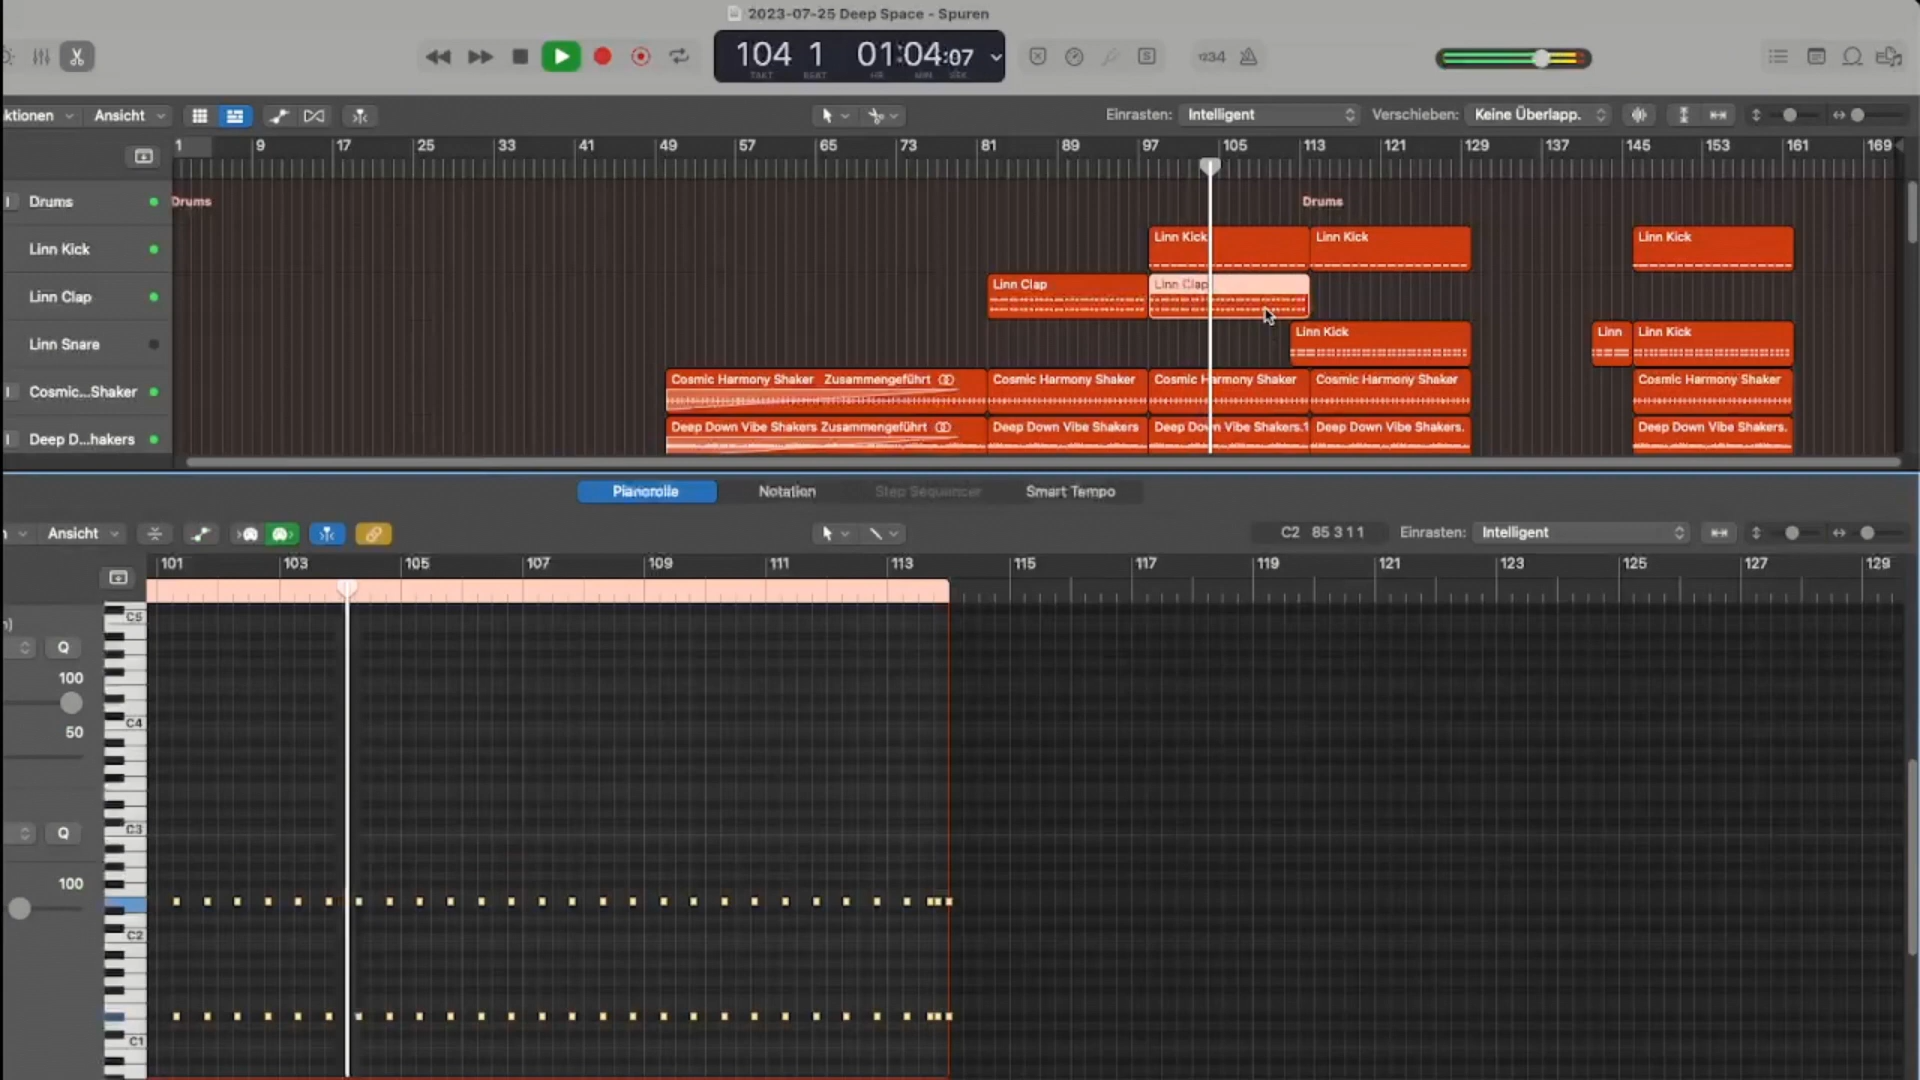 2023-07-25 Deep Space - Spuren
104 1 01:04:07
TAKT BEAT HR MIN SEK
1234
ktionen Ansicht Einrasten: Intelligent Verschieben: Keine Überlapp.
1 9 17 25 33 41 49 57 65 73 81 89 97 105 113 121 129 137 145 153 161 169
I Drums Drums Drums
Linn Kick Linn Kick Linn Kick Linn Kick
Linn Clap Linn Clap Linn Clap
Linn Snare Linn Kick Linn Linn Kick
I Cosmic...Shaker Cosmic Harmony Shaker Zusammengeführt Cosmic Harmony Shaker Cosmic Harmony Shaker Cosmic Harmony Shaker Cosmic Harmony Shaker
I Deep D...hakers Deep Down Vibe Shakers Zusammengeführt Deep Down Vibe Shakers Deep Down Vibe Shakers.1 Deep Down Vibe Shakers. Deep Down Vibe Shakers.
Pianorolle Notation Step Sequencer Smart Tempo
n Ansicht C2 85 3 1 1 Einrasten: Intelligent
101 103 105 107 109 111 113 115 117 119 121 123 125 127 129
C5
n)
Q
100
C4
50
C3
Q
100
C2
C1